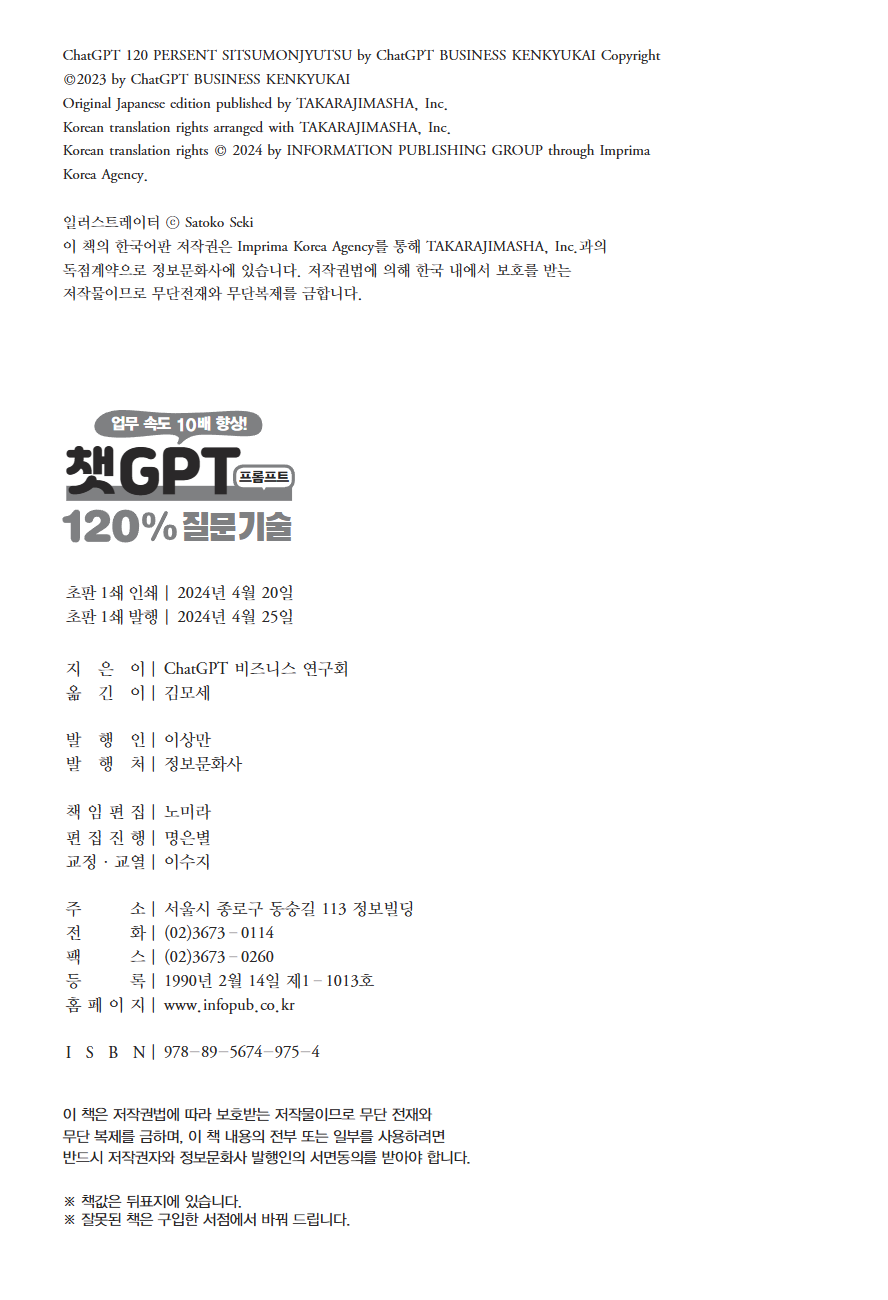 ChatGPT 120 PERSENT SITSUMONJYUTSU by ChatGPT BUSINESS KENKYUKAI Copyright
©2023 by ChatGPT BUSINESS KENKYUKAI
Original Japanese edition published by TAKARAJIMASHA, Inc.
Korean translation rights arranged with TAKARAJIMASHA, Inc.
Korean translation rights © 2024 by INFORMATION PUBLISHING GROUP through Imprima
Korea Agency.
일러스트레이터 ⓒ Satoko Seki
이 책의 한국어판 저작권은 Imprima Korea Agency를 통해 TAKARAJIMASHA, Inc.과의
독점계약으로 정보문화사에 있습니다. 저작권법에 의해 한국 내에서 보호를 받는
저작물이므로 무단전재와 무단복제를 금합니다.
업무 속도 10배 향상!
챗GPT 프롬프트
120% 질문기술
초판 1쇄 인쇄 | 2024년 4월 20일
초판 1쇄 발행 | 2024년 4월 25일
지 은 이 | ChatGPT 비즈니스 연구회
옮 긴 이 | 김모세
발 행 인 | 이상만
발 행 처 | 정보문화사
책 임 편 집 | 노미라
편 집 진 행 | 명은별
교정 · 교열 | 이수지
주 소 | 서울시 종로구 동숭길 113 정보빌딩
전 화 | (02)3673-0114
팩 스 | (02)3673-0260
등 록 | 1990년 2월 14일 제1-1013호
홈 페 이 지 | www.infopub.co.kr
I S B N | 978-89-5674-975-4
이 책은 저작권법에 따라 보호받는 저작물이므로 무단 전재와
무단 복제를 금하며, 이 책 내용의 전부 또는 일부를 사용하려면
반드시 저작권자와 정보문화사 발행인의 서면동의를 받아야 합니다.
※ 책값은 뒤표지에 있습니다.
※ 잘못된 책은 구입한 서점에서 바꿔 드립니다.